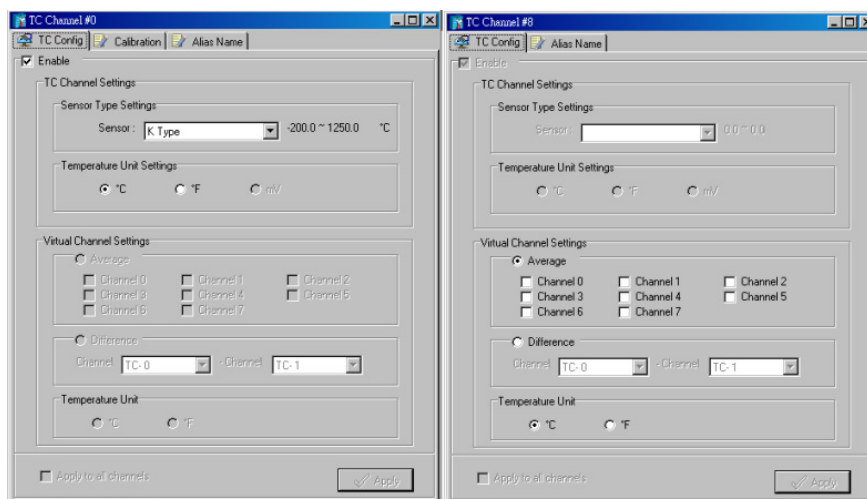 TC Channel #0
TC Config Calibration Alias Name
Enable
TC Channel Settings
Sensor Type Settings
Sensor : K Type -200.0 ~ 1250.0 °C
Temperature Unit Settings
°C °F mV
Virtual Channel Settings
Average
Channel 0 Channel 1 Channel 2
Channel 3 Channel 4 Channel 5
Channel 6 Channel 7
Difference
Channel TC- 0 - Channel TC- 1
Temperature Unit
°C °F
Apply to all channels Apply
TC Channel #8
TC Config Alias Name
Enable
TC Channel Settings
Sensor Type Settings
Sensor : 0.0 ~ 0.0
Temperature Unit Settings
°C °F mV
Virtual Channel Settings
Average
Channel 0 Channel 1 Channel 2
Channel 3 Channel 4 Channel 5
Channel 6 Channel 7
Difference
Channel TC- 0 - Channel TC- 1
Temperature Unit
°C °F
Apply to all channels Apply